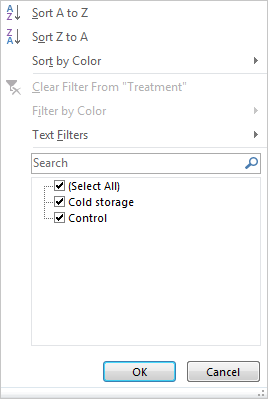 A
Z
Sort A to Z
Z
A
Sort Z to A
Sort by Color
Clear Filter From "Treatment"
Filter by Color
Text Filters
Search
(Select All)
Cold storage
Control
OK
Cancel